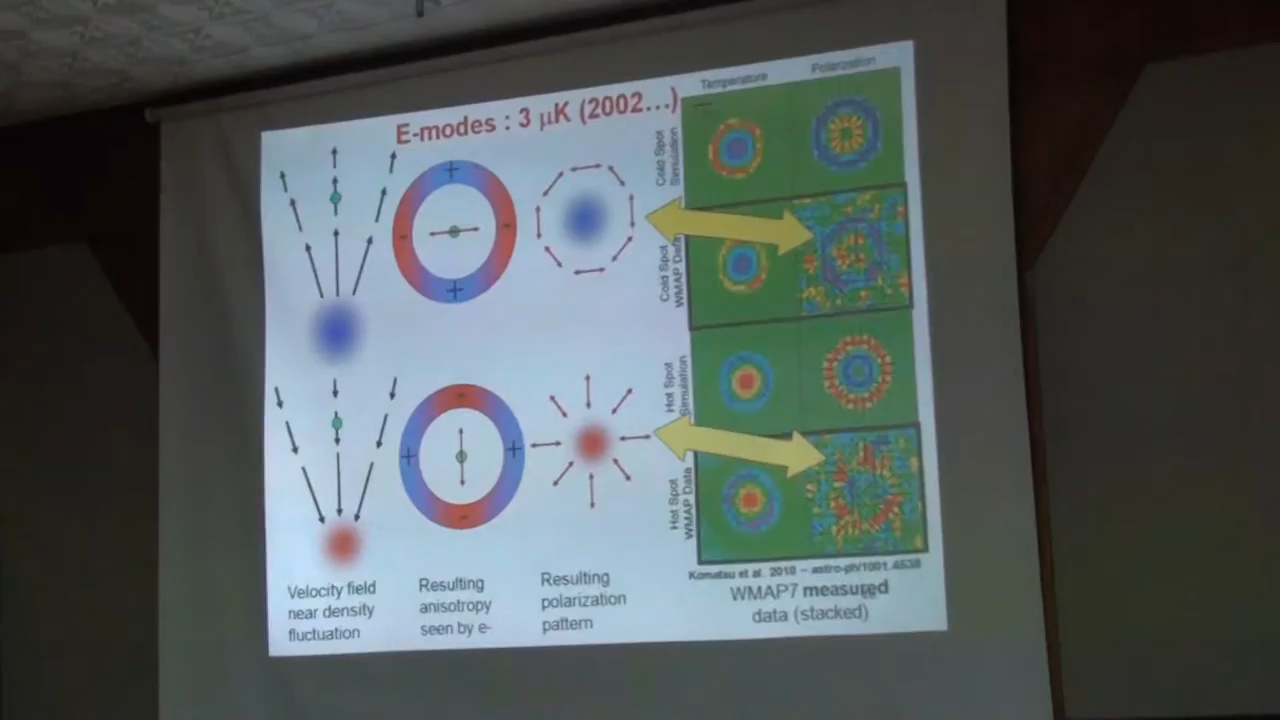 E-modes : 3 μK (2002…)
Temperature
Polarization
Cold Spot
Simulation
Cold Spot
WMAP Data
Hot Spot
Simulation
Hot Spot
WMAP Data
+
-
-
+
-
+
+
-
Velocity field
near density
fluctuation
Resulting
anisotropy
seen by e-
Resulting
polarization
pattern
Komatsu et al. 2010 – astro-ph/1001.4538
WMAP7 measured
data (stacked)